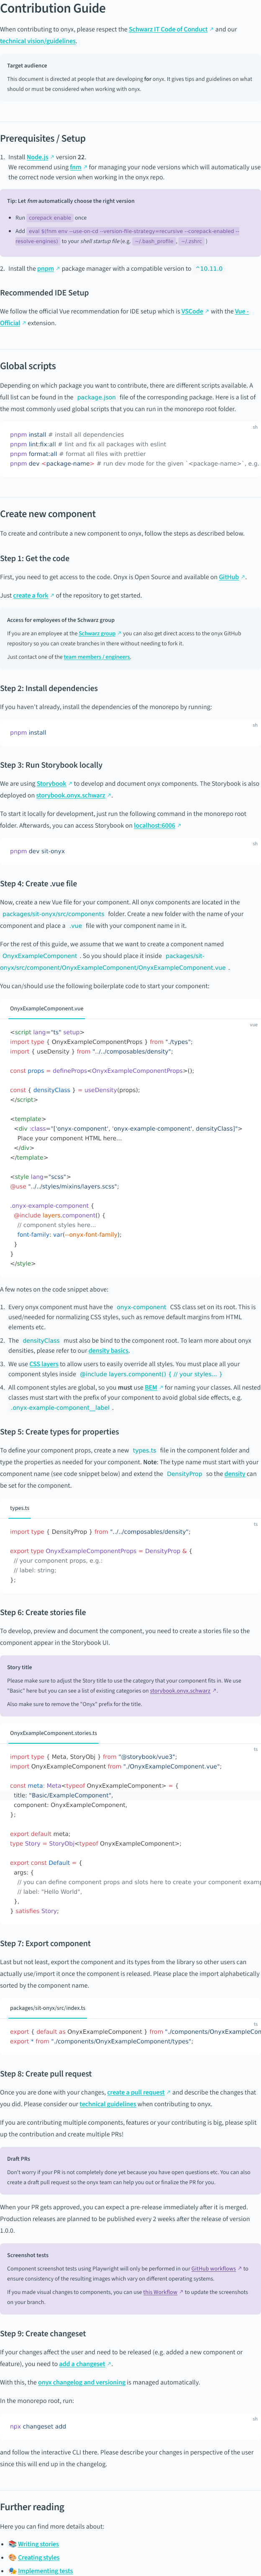 Contribution Guide
When contributing to onyx, please respect the Schwarz IT Code of Conduct ↗ and our
technical vision/guidelines.
Target audience
This document is directed at people that are developing for onyx. It gives tips and guidelines on what
should or must be considered when working with onyx.
Prerequisites / Setup
1. Install Node.js ↗ version 22.
We recommend using fnm ↗ for managing your node versions which will automatically use
the correct node version when working in the onyx repo.
Tip: Let fnm automatically choose the right version
• Run corepack enable once
• Add eval $(fnm env --use-on-cd --version-file-strategy=recursive --corepack-enabled --
resolve-engines) to your shell startup file (e.g. ~/.bash_profile , ~/.zshrc )
2. Install the pnpm ↗ package manager with a compatible version to ^10.11.0
Recommended IDE Setup
We follow the official Vue recommendation for IDE setup which is VSCode ↗ with the Vue -
Official ↗ extension.
Global scripts
Depending on which package you want to contribute, there are different scripts available. A
full list can be found in the package.json file of the corresponding package. Here is a list of
the most commonly used global scripts that you can run in the monorepo root folder.
sh
pnpm install # install all dependencies
pnpm lint:fix:all # lint and fix all packages with eslint
pnpm format:all # format all files with prettier
pnpm dev <package-name> # run dev mode for the given `<package-name>`, e.g.
Create new component
To create and contribute a new component to onyx, follow the steps as described below.
Step 1: Get the code
First, you need to get access to the code. Onyx is Open Source and available on GitHub ↗.
Just create a fork ↗ of the repository to get started.
Access for employees of the Schwarz group
If you are an employee at the Schwarz group ↗ you can also get direct access to the onyx GitHub
repository so you can create branches in there without needing to fork it.
Just contact one of the team members / engineers.
Step 2: Install dependencies
If you haven't already, install the dependencies of the monorepo by running:
sh
pnpm install
Step 3: Run Storybook locally
We are using Storybook ↗ to develop and document onyx components. The Storybook is also
deployed on storybook.onyx.schwarz ↗.
To start it locally for development, just run the following command in the monorepo root
folder. Afterwards, you can access Storybook on localhost:6006 ↗
sh
pnpm dev sit-onyx
Step 4: Create .vue file
Now, create a new Vue file for your component. All onyx components are located in the
packages/sit-onyx/src/components folder. Create a new folder with the name of your
component and place a .vue file with your component name in it.
For the rest of this guide, we assume that we want to create a component named
OnyxExampleComponent . So you should place it inside packages/sit-
onyx/src/component/OnyxExampleComponent/OnyxExampleComponent.vue .
You can/should use the following boilerplate code to start your component:
OnyxExampleComponent.vue
vue
<script lang="ts" setup>
import type { OnyxExampleComponentProps } from "./types";
import { useDensity } from "../../composables/density";
const props = defineProps<OnyxExampleComponentProps>();
const { densityClass } = useDensity(props);
</script>
<template>
<div :class="['onyx-component', 'onyx-example-component', densityClass]">
Place your component HTML here...
</div>
</template>
<style lang="scss">
@use "../../styles/mixins/layers.scss";
.onyx-example-component {
@include layers.component() {
// component styles here...
font-family: var(--onyx-font-family);
}
}
</style>
A few notes on the code snippet above:
1. Every onyx component must have the onyx-component CSS class set on its root. This is
used/needed for normalizing CSS styles, such as remove default margins from HTML
elements etc.
2. The densityClass must also be bind to the component root. To learn more about onyx
densities, please refer to our density basics.
3. We use CSS layers to allow users to easily override all styles. You must place all your
component styles inside @include layers.component() { // your styles... }
4. All component styles are global, so you must use BEM ↗ for naming your classes. All nested
classes must start with the prefix of your component to avoid global side effects, e.g.
.onyx-example-component__label .
Step 5: Create types for properties
To define your component props, create a new types.ts file in the component folder and
type the props as needed for your new component. Note: The type name must start with your
component name (see code snippet below) and extend the DensityProp so the density can
be set for the component.
types.ts
ts
import type { DensityProp } from "../../composables/density";
export type OnyxExampleComponentProps = DensityProp & {
// your component props, e.g.:
// label: string;
};
Step 6: Create stories file
To develop, preview and document the component, you need to create a stories file so the
component appear in the Storybook UI.
Story title
Please make sure to adjust the Story title to use the category that your component fits in. We use
"Basic" here but you can see a list of existing categories on storybook.onyx.schwarz ↗.
Also make sure to remove the "Onyx" prefix for the title.
OnyxExampleComponent.stories.ts
ts
import type { Meta, StoryObj } from "@storybook/vue3";
import OnyxExampleComponent from "./OnyxExampleComponent.vue";
const meta: Meta<typeof OnyxExampleComponent> = {
title: "Basic/ExampleComponent",
component: OnyxExampleComponent,
};
export default meta;
type Story = StoryObj<typeof OnyxExampleComponent>;
export const Default = {
args: {
// you can define component props and slots here to create your component examp
// label: "Hello World",
},
} satisfies Story;
Step 7: Export component
Last but not least, export the component and its types from the library so other users can
actually use/import it once the component is released. Please place the import alphabetically
sorted by the component name.
packages/sit-onyx/src/index.ts
ts
export { default as OnyxExampleComponent } from "./components/OnyxExampleCon
export * from "./components/OnyxExampleComponent/types";
Step 8: Create pull request
Once you are done with your changes, create a pull request ↗ and describe the changes that
you did. Please consider our technical guidelines when contributing to onyx.
If you are contributing multiple components, features or your contributing is big, please split
up the contribution and create multiple PRs!
Draft PRs
Don't worry if your PR is not completed done yet because you have open questions etc. You can also
create a draft pull request so the onyx team can help you out or finalize the PR for you.
When your PR gets approved, you can expect a pre-release immediately after it is merged.
Production releases are planned to be published every 2 weeks after the release of version
1.0.0.
Screenshot tests
Component screenshot tests using Playwright will only be performed in our GitHub workflows ↗ to
ensure consistency of the resulting images which vary on different operating systems.
If you made visual changes to components, you can use this Workflow ↗ to update the screenshots
on your branch.
Step 9: Create changeset
If your changes affect the user and need to be released (e.g. added a new component or
feature), you need to add a changeset ↗.
With this, the onyx changelog and versioning is managed automatically.
In the monorepo root, run:
sh
npx changeset add
and follow the interactive CLI there. Please describe your changes in perspective of the user
since this will end up in the changelog.
Further reading
Here you can find more details about:
• 📚 Writing stories
• 🎨 Creating styles
• 🎭 Implementing tests